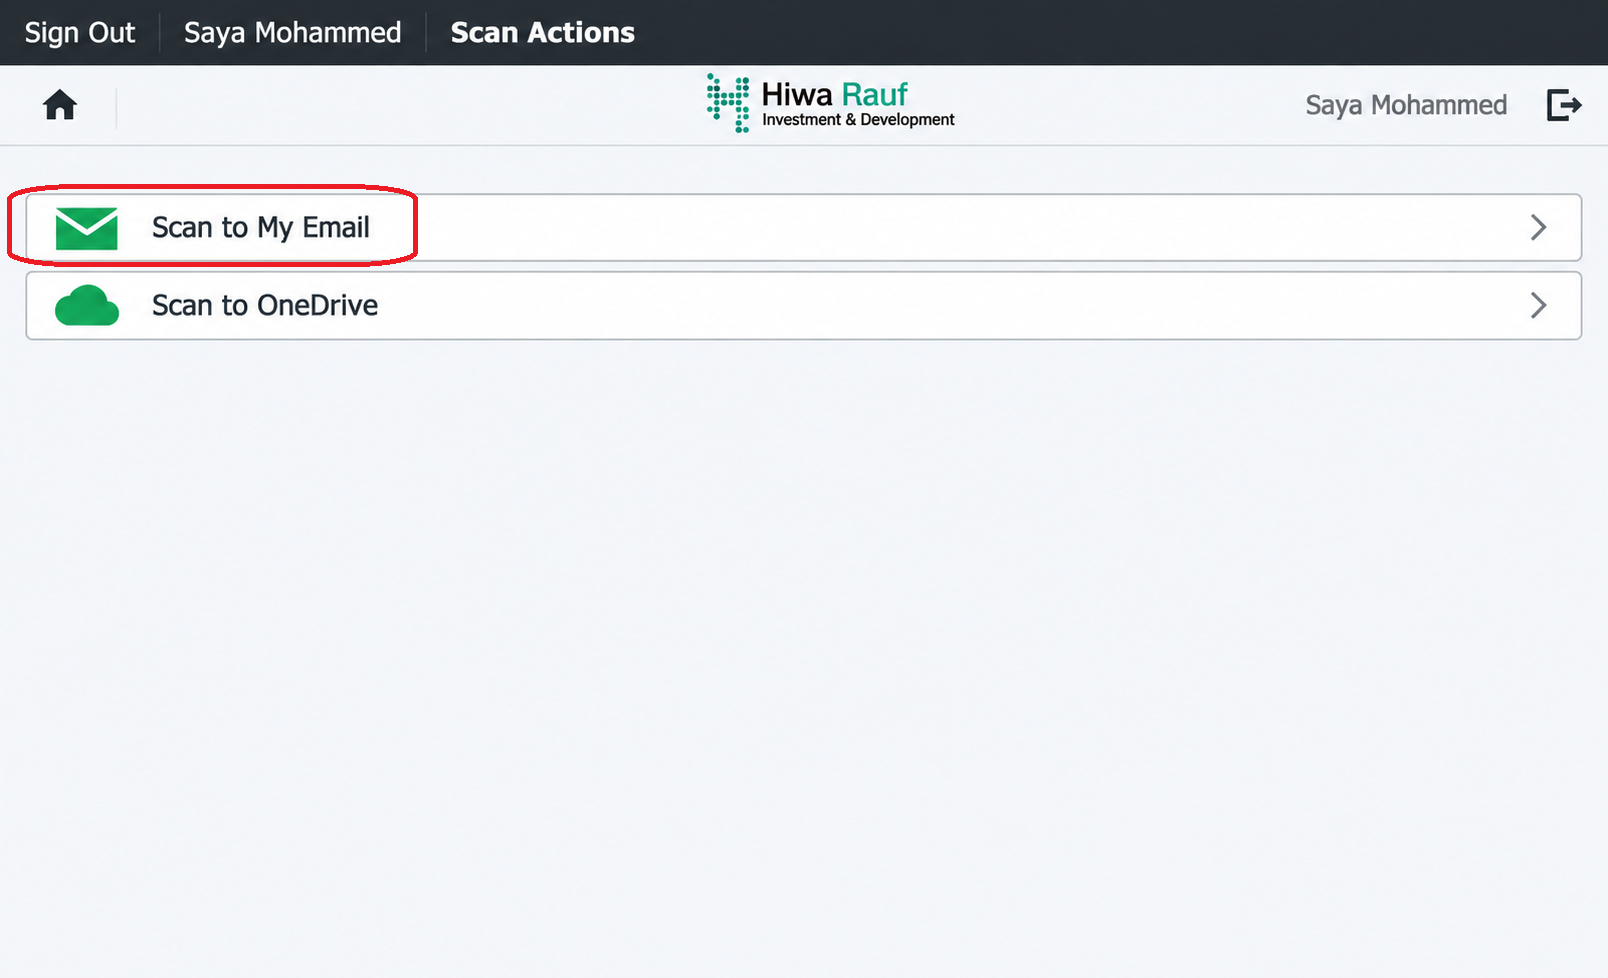 Sign Out
Saya Mohammed
Scan Actions
Hiwa Rauf
Investment & Development
Saya Mohammed
Scan to My Email
Scan to OneDrive